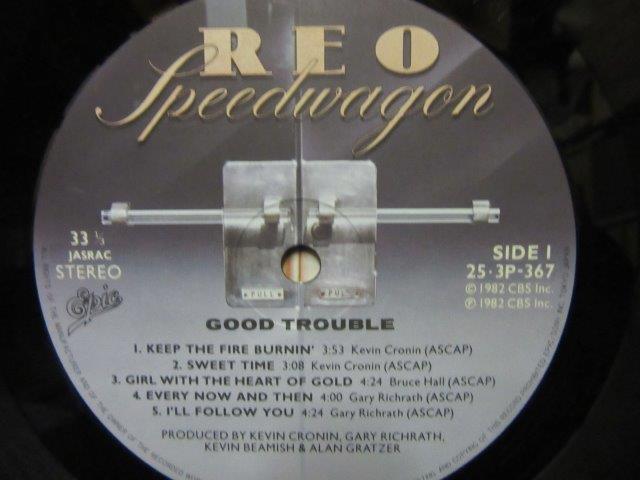 REO
Speedwagon
33 1/3
JASRAC
STEREO
Epic
SIDE 1
25·3P-367
© 1982 CBS Inc.
℗ 1982 CBS Inc.
PULL
PULL
GOOD TROUBLE
1. KEEP THE FIRE BURNIN' 3:53 Kevin Cronin (ASCAP)
2. SWEET TIME 3:08 Kevin Cronin (ASCAP)
3. GIRL WITH THE HEART OF GOLD 4:24 Bruce Hall (ASCAP)
4. EVERY NOW AND THEN 4:00 Gary Richrath (ASCAP)
5. I'LL FOLLOW YOU 4:24 Gary Richrath (ASCAP)
PRODUCED BY KEVIN CRONIN, GARY RICHRATH,
KEVIN BEAMISH & ALAN GRATZER